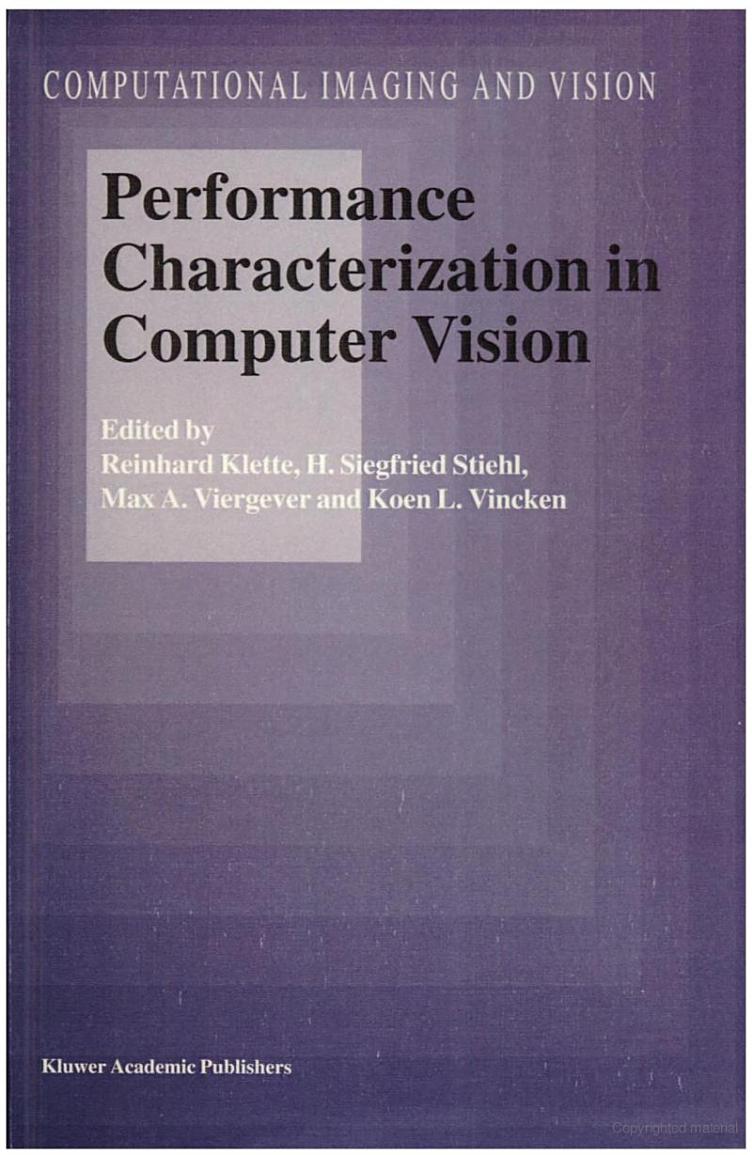 COMPUTATIONAL IMAGING AND VISION
Performance
Characterization in
Computer Vision
Edited by
Reinhard Klette, H. Siegfried Stiehl,
Max A. Viergever and Koen L. Vincken
Kluwer Academic Publishers
Copyrighted material